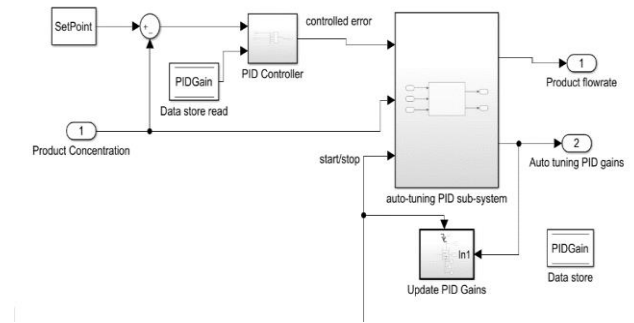 SetPoint
controlled error
PID Controller
PIDGain
Data store read
1
Product Concentration
start/stop
auto-tuning PID sub-system
1
Product flowrate
2
Auto tuning PID gains
In1
Update PID Gains
PIDGain
Data store